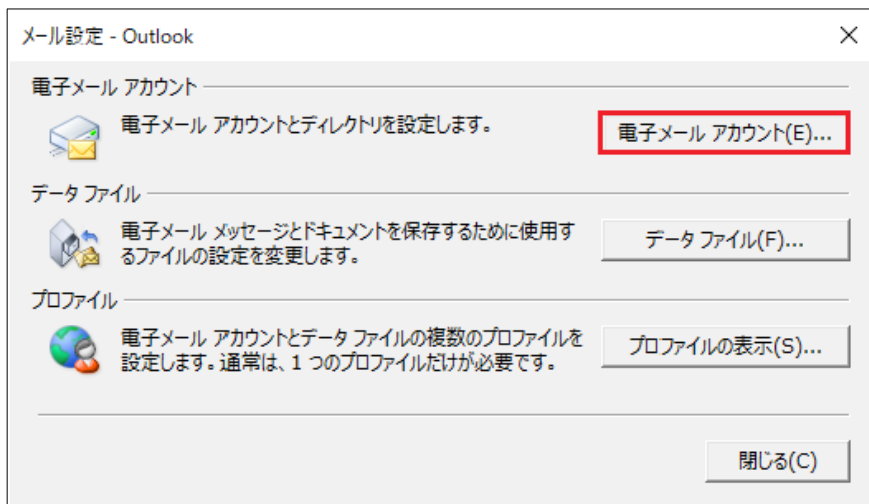 メール設定 - Outlook
電子メール アカウント
電子メール アカウントとディレクトリを設定します。
電子メール アカウント(E)...
データ ファイル
電子メール メッセージとドキュメントを保存するために使用す
るファイルの設定を変更します。
データ ファイル(F)...
プロファイル
電子メール アカウントとデータ ファイルの複数のプロファイルを
設定します。通常は、1 つのプロファイルだけが必要です。
プロファイルの表示(S)...
閉じる(C)